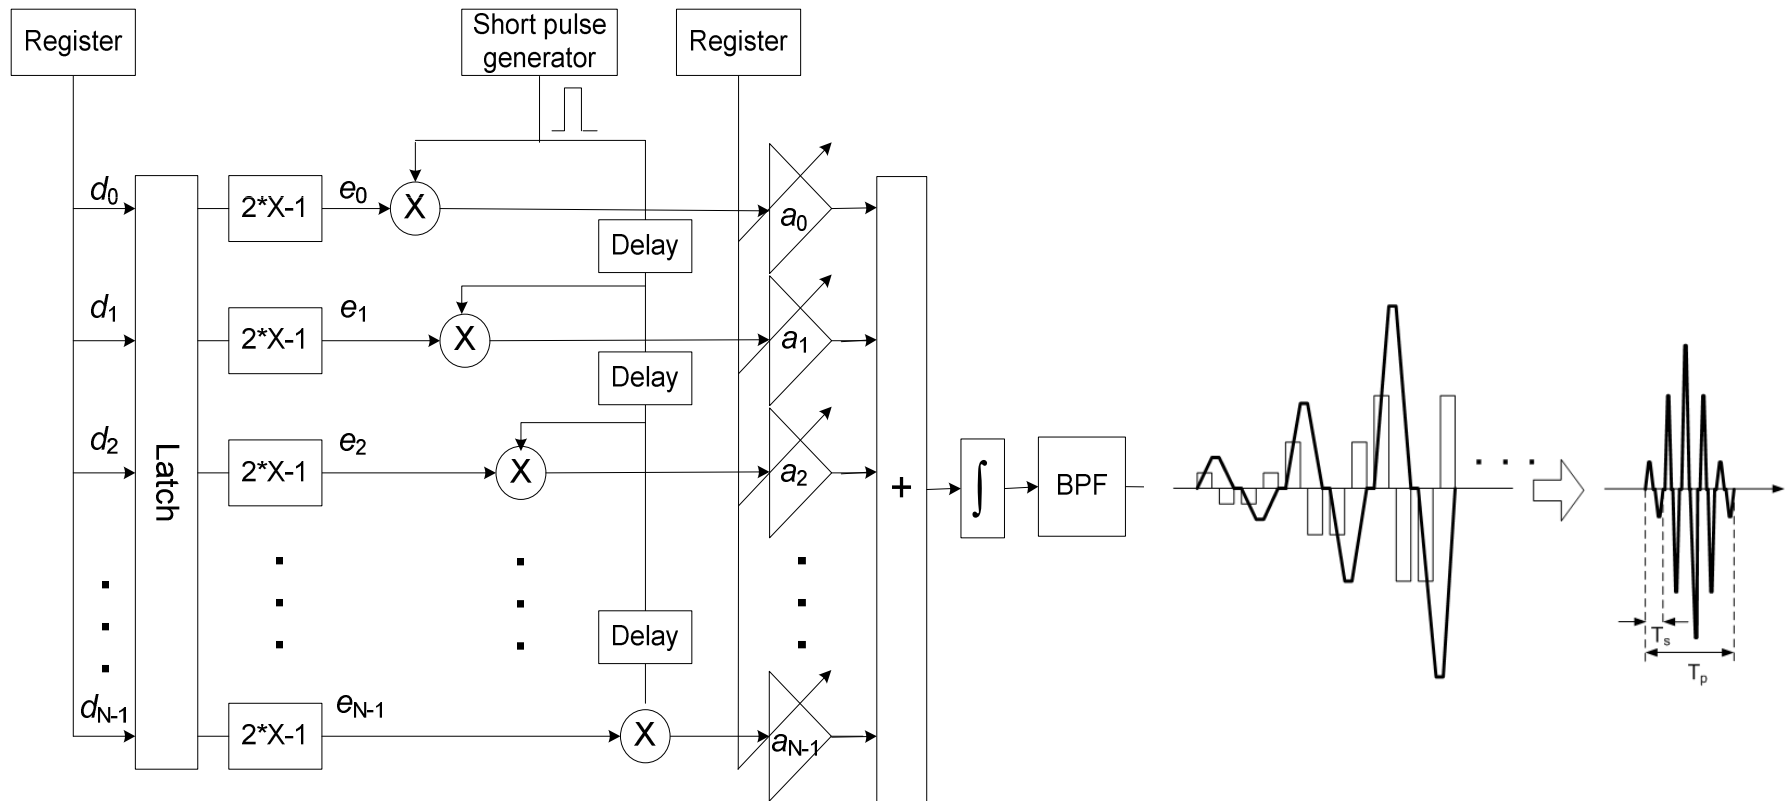 Register
Short pulse
generator
Register
d0
2*X-1
e0
X
a0
Delay
d1
2*X-1
e1
X
a1
Delay
d2
Latch
2*X-1
e2
X
a2
+
∫
BPF
Delay
Ts
Tp
dN-1
2*X-1
eN-1
X
aN-1